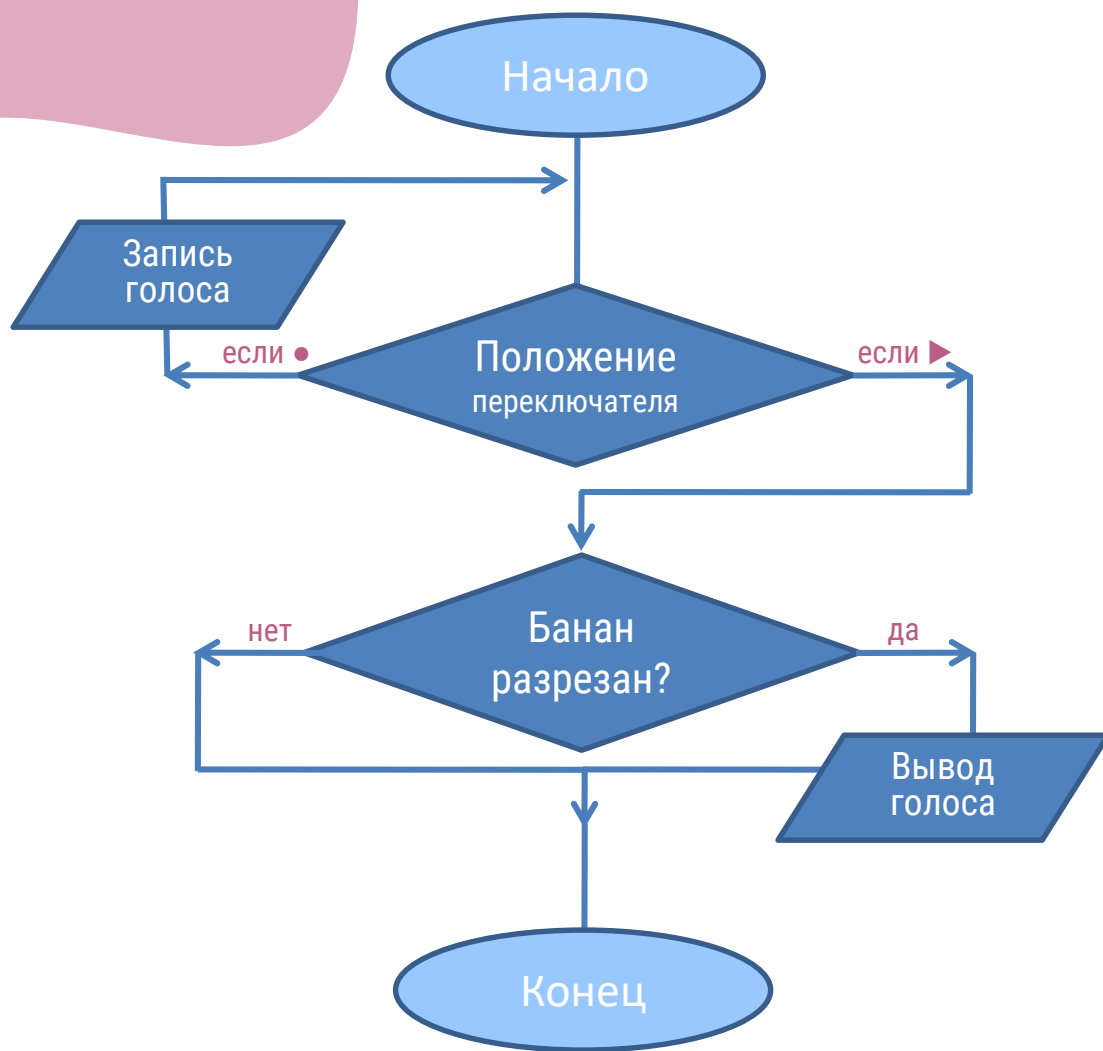 Начало
Запись
голоса
если ●
Положение
переключателя
если ▶
нет
Банан
разрезан?
да
Вывод
голоса
Конец